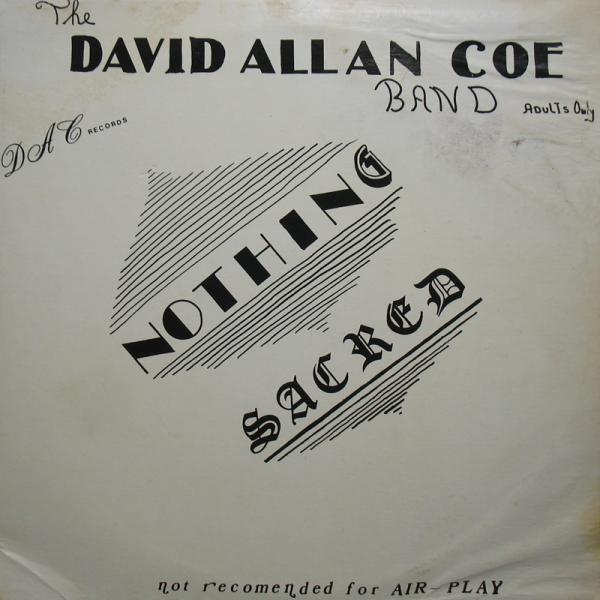 The
DAVID ALLAN COE
BAND ADULTS Only
DAC RECORDS
NOTHING
SACRED
not recomended for AIR-PLAY